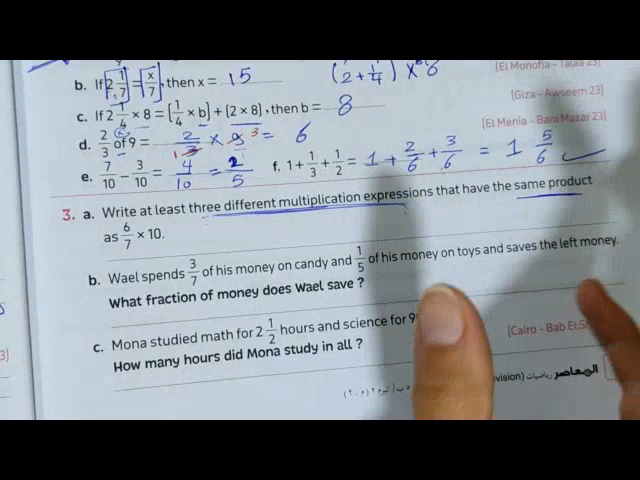 b. If 2 1/7 = x/7, then x = 15
(2 + 1/4) × 8
[El Monofia - Talaa 23]
c. If 2 1/4 × 8 = (1/4 × b) + (2 × 8), then b = 8
(Giza - Awseem 23)
d. 2/3 of 9 = 2/3 × 9 = 6
(El Menia - Bani Mazar 23)
e. 7/10 − 3/10 = 4/10 = 2/5 f. 1 + 1/3 + 1/2 = 1 + 2/6 + 3/6 = 1 5/6
3. a. Write at least three different multiplication expressions that have the same product
as 6/7 × 10.
b. Wael spends 3/7 of his money on candy and 1/5 of his money on toys and saves the left money.
What fraction of money does Wael save ?
c. Mona studied math for 2 1/2 hours and science for
[Cairo - Bab El
How many hours did Mona study in all ?
المعاصر رياضيات